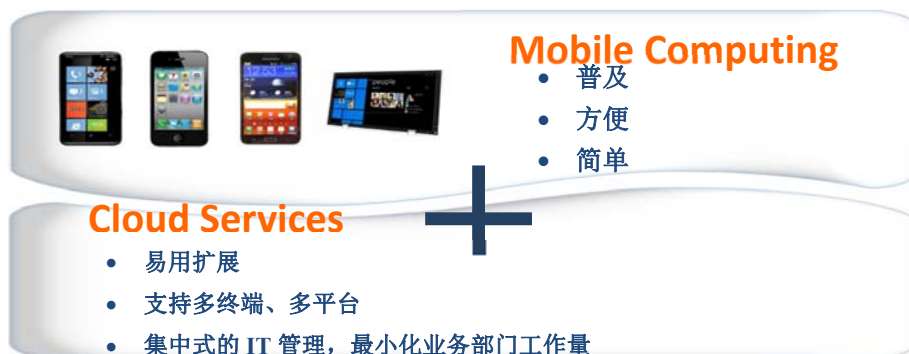 Mobile Computing
• 普及
• 方便
• 简单
Cloud Services
• 易用扩展
• 支持多终端、多平台
• 集中式的 IT 管理，最小化业务部门工作量